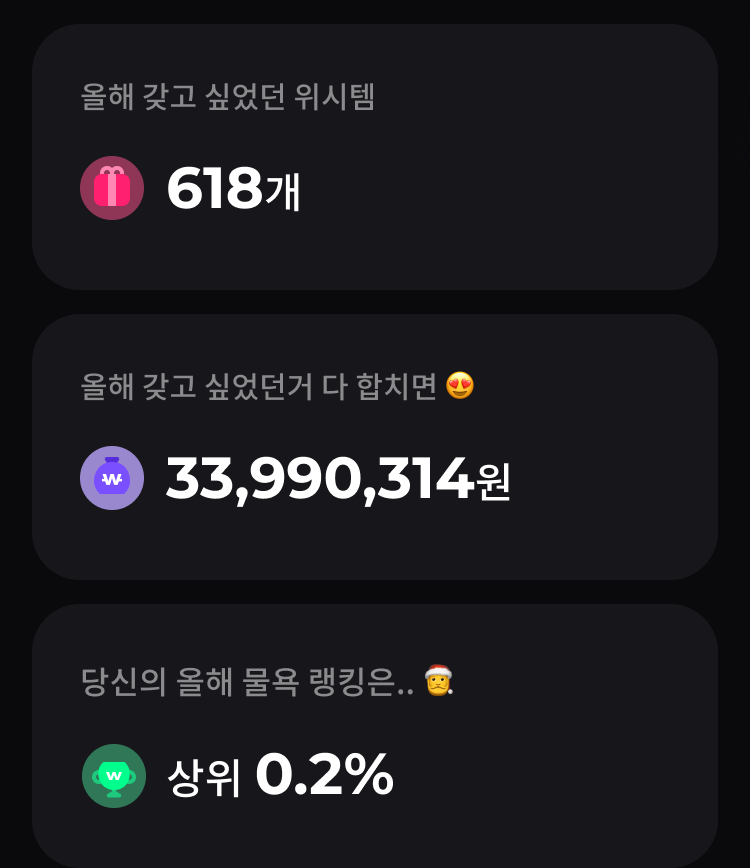 올해 갖고 싶었던 위시템
618개
올해 갖고 싶었던거 다 합치면 😍
33,990,314원
당신의 올해 물욕 랭킹은.. 🎅
상위 0.2%